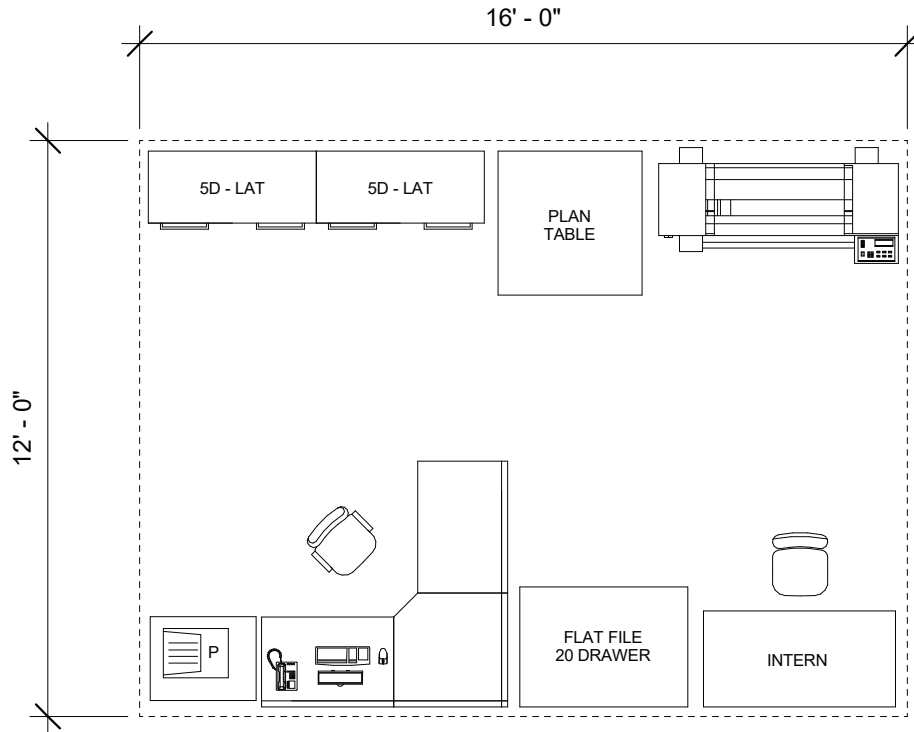 16' - 0"
12' - 0"
5D - LAT
5D - LAT
PLAN
TABLE
P
FLAT FILE
20 DRAWER
INTERN